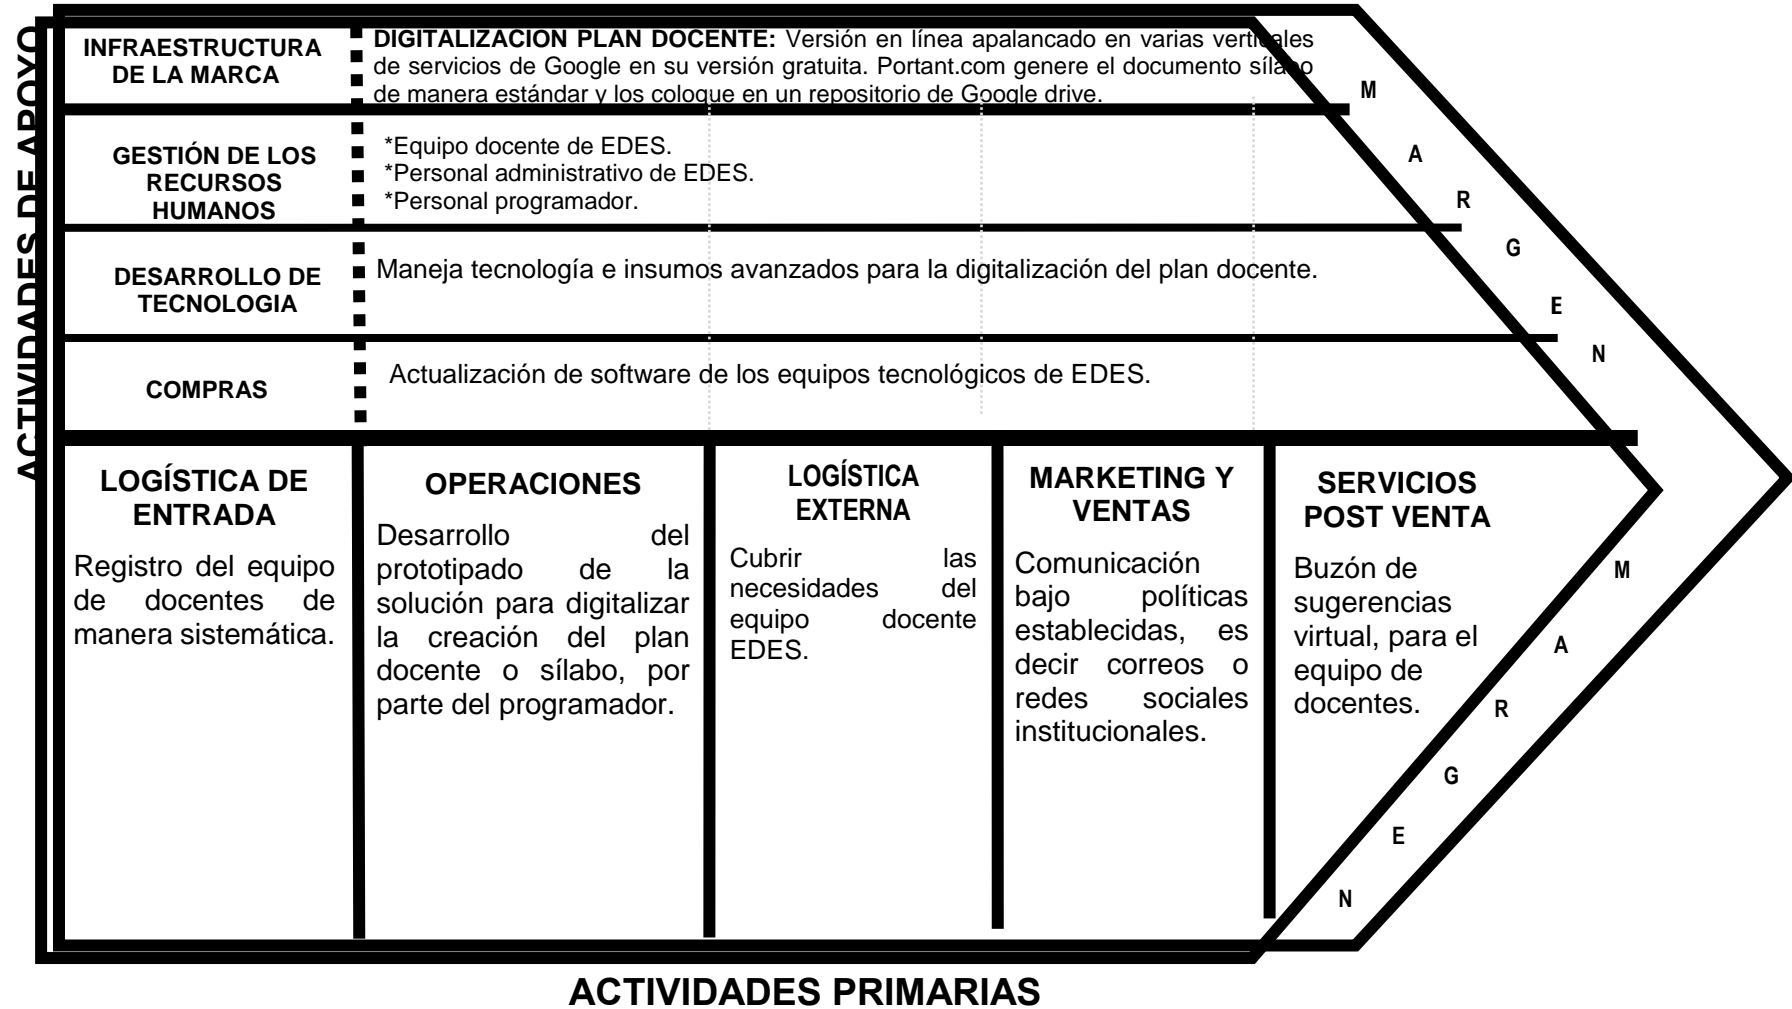 ACTIVIDADES DE APOYO
INFRAESTRUCTURA
DE LA MARCA
DIGITALIZACION PLAN DOCENTE: Versión en línea apalancado en varias verticales
de servicios de Google en su versión gratuita. Portant.com genere el documento sílabo
de manera estándar y los coloque en un repositorio de Google drive.
GESTIÓN DE LOS
RECURSOS
HUMANOS
*Equipo docente de EDES.
*Personal administrativo de EDES.
*Personal programador.
DESARROLLO DE
TECNOLOGIA
Maneja tecnología e insumos avanzados para la digitalización del plan docente.
COMPRAS
Actualización de software de los equipos tecnológicos de EDES.
MARGEN
LOGÍSTICA DE
ENTRADA
Registro del equipo
de docentes de
manera sistemática.
OPERACIONES
Desarrollo del
prototipado de la
solución para digitalizar
la creación del plan
docente o sílabo, por
parte del programador.
LOGÍSTICA
EXTERNA
Cubrir las
necesidades del
equipo docente
EDES.
MARKETING Y
VENTAS
Comunicación
bajo políticas
establecidas, es
decir correos o
redes sociales
institucionales.
SERVICIOS
POST VENTA
Buzón de
sugerencias
virtual, para el
equipo de
docentes.
MARGEN
ACTIVIDADES PRIMARIAS